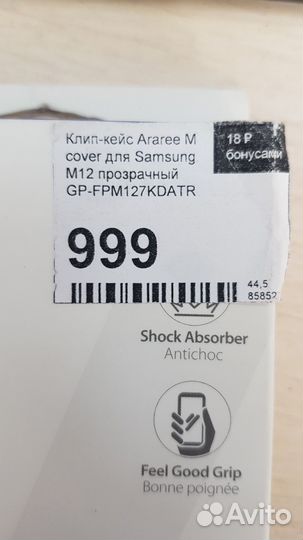 Клип-кейс Araree M
cover для Samsung
M12 прозрачный
GP-FPM127KDATR
18 ₽
бонусами
999
44,5
85852
Shock Absorber
Antichoc
Feel Good Grip
Bonne poignée
Avito